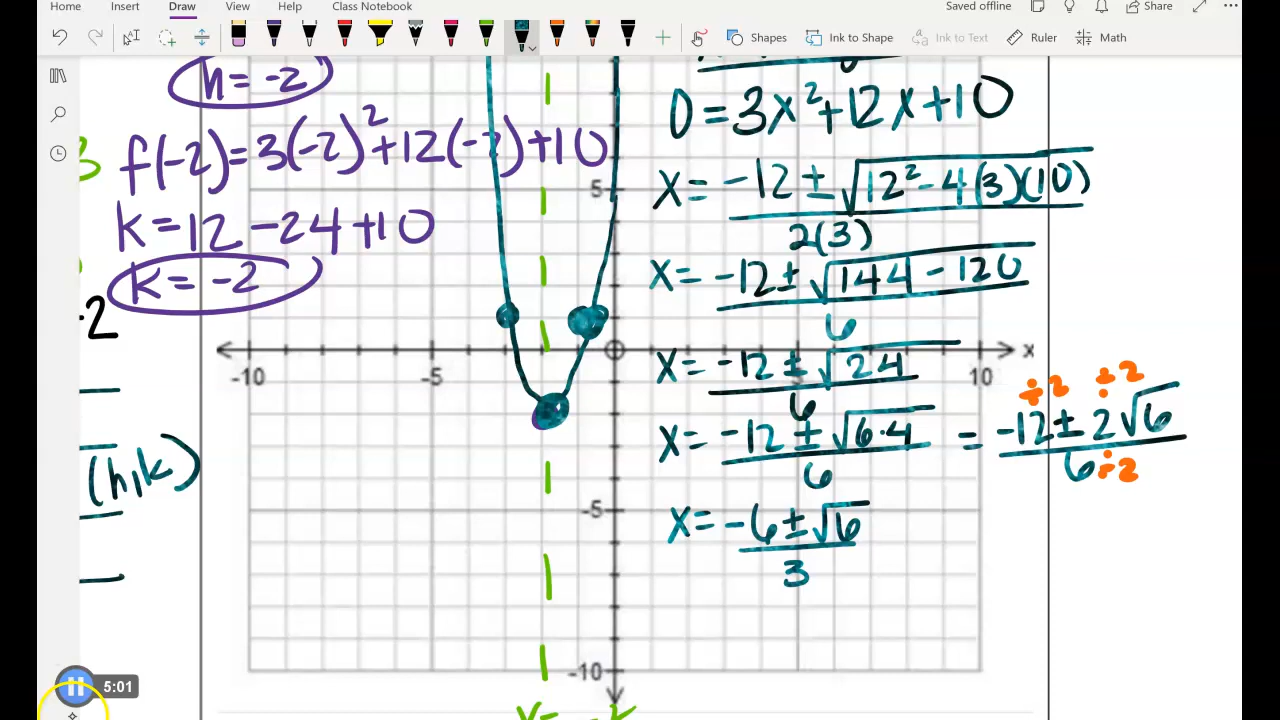 Home Insert Draw View Help Class Notebook Saved offline Share
Shapes Ink to Shape Ink to Text Ruler Math
h = -2
0 = 3x²+12x+10
f(-2) = 3(-2)²+12(-2)+10
x = -12 ± √12²-4(3)(10)
2(3)
k = 12 - 24 + 10
x = -12 ± √144 - 120
6
k = -2
x = -12 ± √24
6
x = -12 ± √6·4
6
= -12 ± 2√6
6
÷2 ÷2
÷2
x = -6 ± √6
3
(h,k)
-2
3
5
-10 -5 5 10 x
-5
-10
5:01